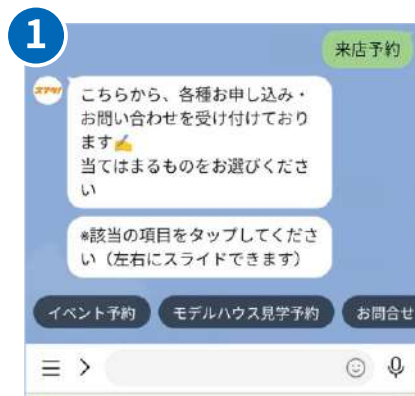 1
来店予約
こちらから、各種お申し込み・
お問い合わせを受け付けており
ます✍
当てはまるものをお選びくださ
い
※該当の項目をタップしてくださ
い（左右にスライドできます）
イベント予約 モデルハウス見学予約 お問合せ